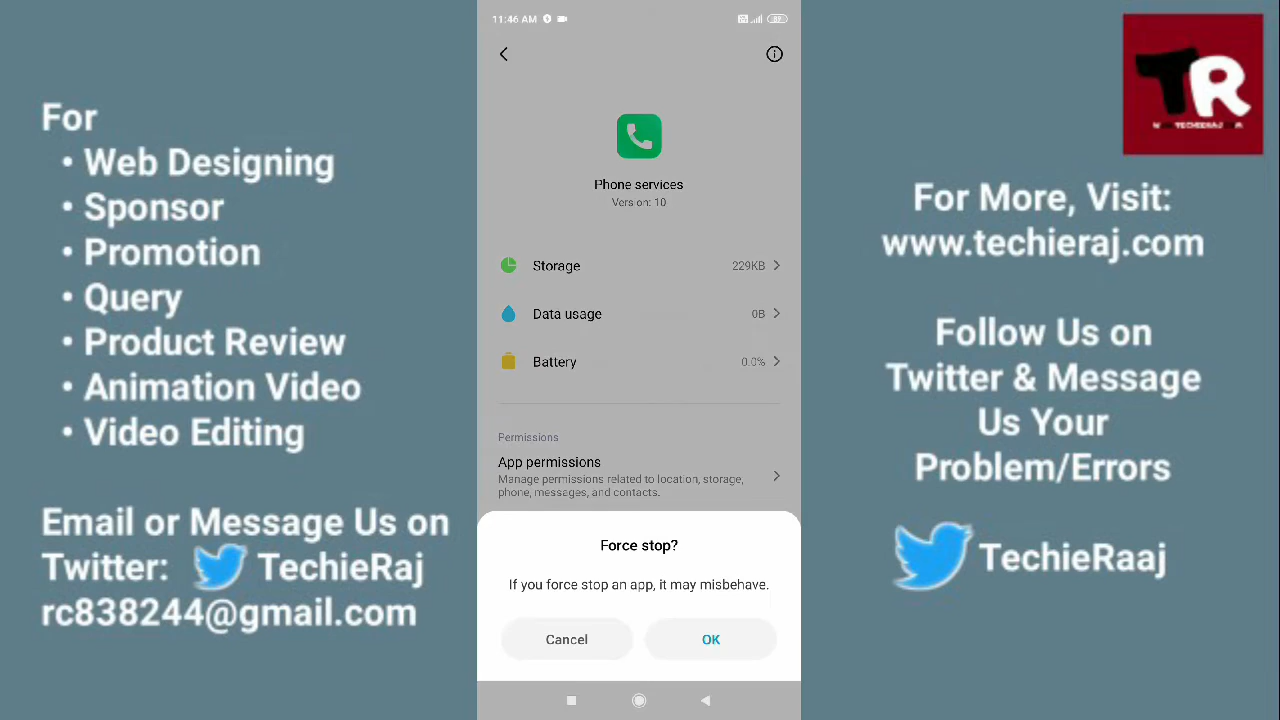 For
• Web Designing
• Sponsor
• Promotion
• Query
• Product Review
• Animation Video
• Video Editing
Email or Message Us on
Twitter: TechieRaj
rc838244@gmail.com
11:46 AM
87
Phone services
Version: 10
Storage 229KB
Data usage 0B
Battery 0.0%
Permissions
App permissions
Manage permissions related to location, storage,
phone, messages, and contacts.
Force stop?
If you force stop an app, it may misbehave.
Cancel OK
TR
For More, Visit:
www.techieraj.com
Follow Us on
Twitter & Message
Us Your
Problem/Errors
TechieRaaj